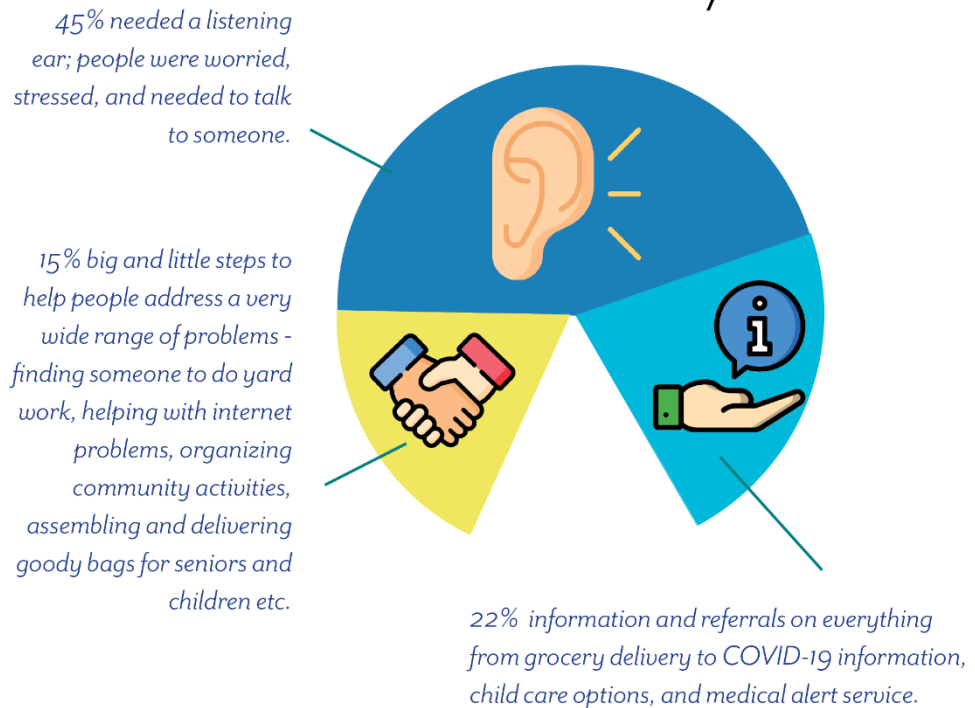 45% needed a listening
ear; people were worried,
stressed, and needed to talk
to someone.
15% big and little steps to
help people address a very
wide range of problems -
finding someone to do yard
work, helping with internet
problems, organizing
community activities,
assembling and delivering
goody bags for seniors and
children etc.
i
22% information and referrals on everything
from grocery delivery to COVID-19 information,
child care options, and medical alert service.